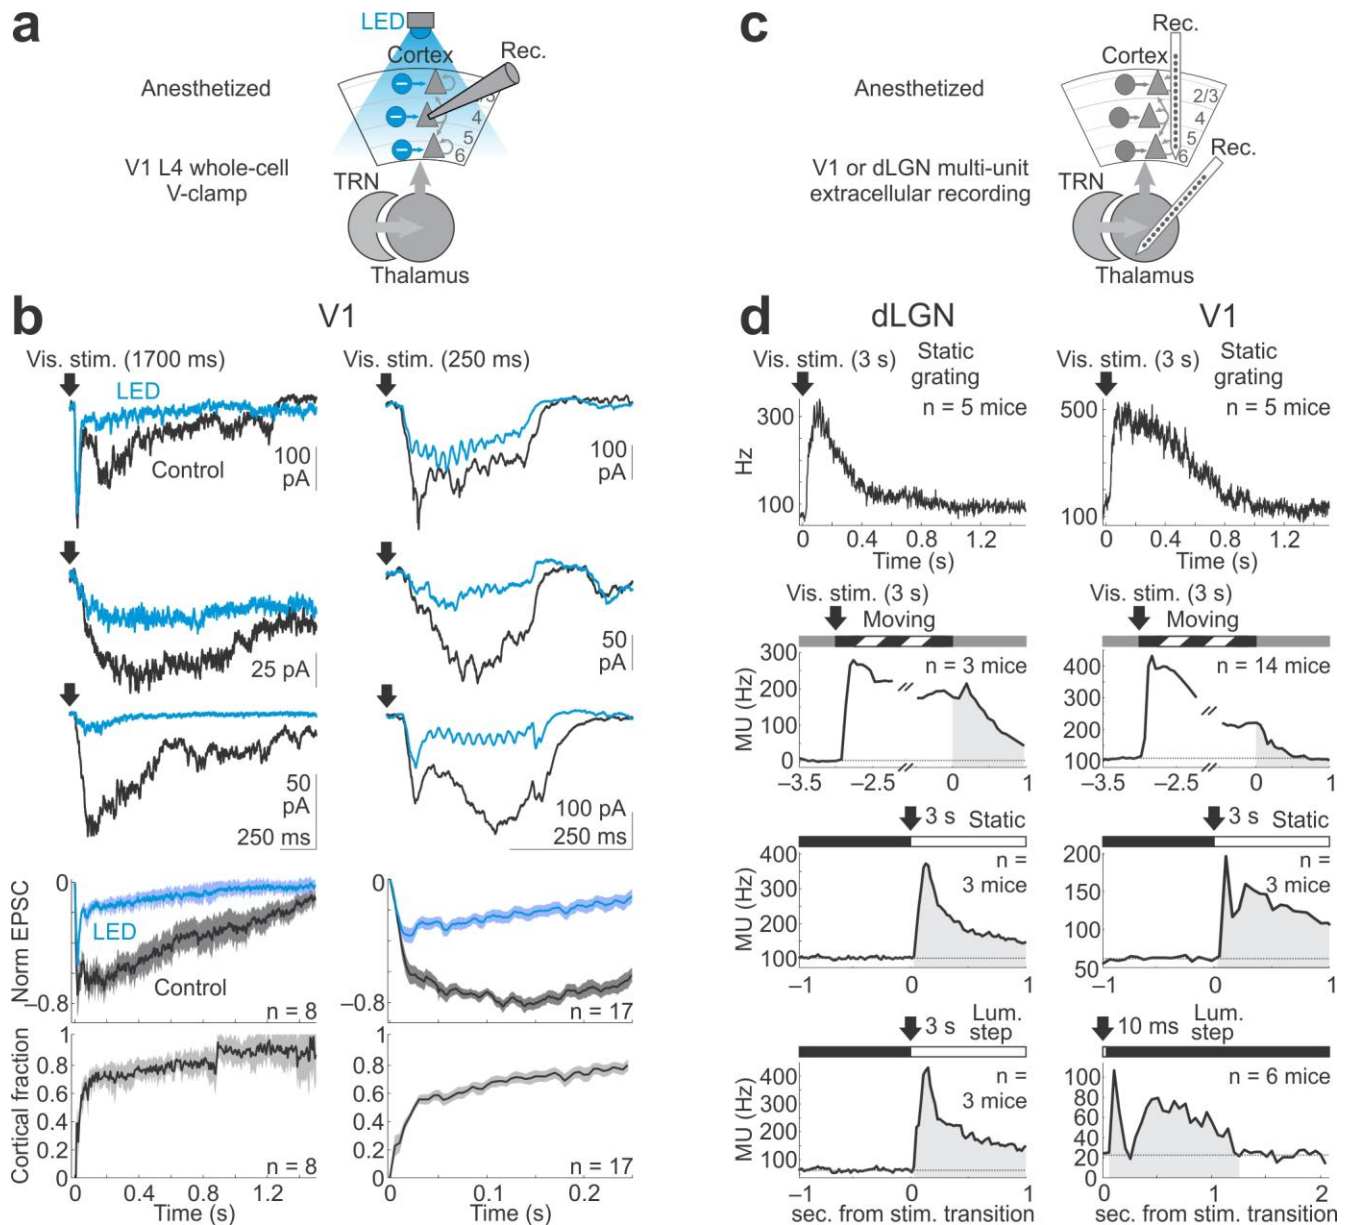 a
LED
Cortex
Rec.
Anesthetized
2/3
4
5
6
V1 L4 whole-cell
V-clamp
TRN
Thalamus
c
Rec.
Cortex
Anesthetized
2/3
4
5
6
Rec.
V1 or dLGN multi-unit
extracellular recording
TRN
Thalamus
b
V1
Vis. stim. (1700 ms)
LED
Control
100
pA
25 pA
50
pA
250 ms
Vis. stim. (250 ms)
100
pA
50
pA
100 pA
250 ms
Norm EPSC
0
–0.8
LED
Control
n = 8
0
–0.8
n = 17
Cortical fraction
1
0.8
0.6
0.4
0.2
0
n = 8
0 0.4 0.8 1.2
Time (s)
1
0.8
0.6
0.4
0.2
0
n = 17
0 0.1 0.2
Time (s)
d
dLGN
V1
Vis. stim. (3 s)
Static
grating
n = 5 mice
Hz
300
100
0 0.4 0.8 1.2
Time (s)
Vis. stim. (3 s)
Static
grating
n = 5 mice
500
100
0 0.4 0.8 1.2
Time (s)
Vis. stim. (3 s)
Moving
n = 3 mice
MU (Hz)
300
200
100
0
–3.5 –2.5 0 1
Vis. stim. (3 s)
Moving
n = 14 mice
400
300
200
100
–3.5 –2.5 0 1
3 s Static
n =
3 mice
MU (Hz)
400
300
200
100
–1 0 1
3 s Static
n =
3 mice
200
150
100
50
–1 0 1
3 s Lum.
step
n =
3 mice
MU (Hz)
400
300
200
100
–1 0 1
sec. from stim. transition
10 ms Lum.
step
n = 6 mice
100
80
60
40
20
0
0 1 2
sec. from stim. transition